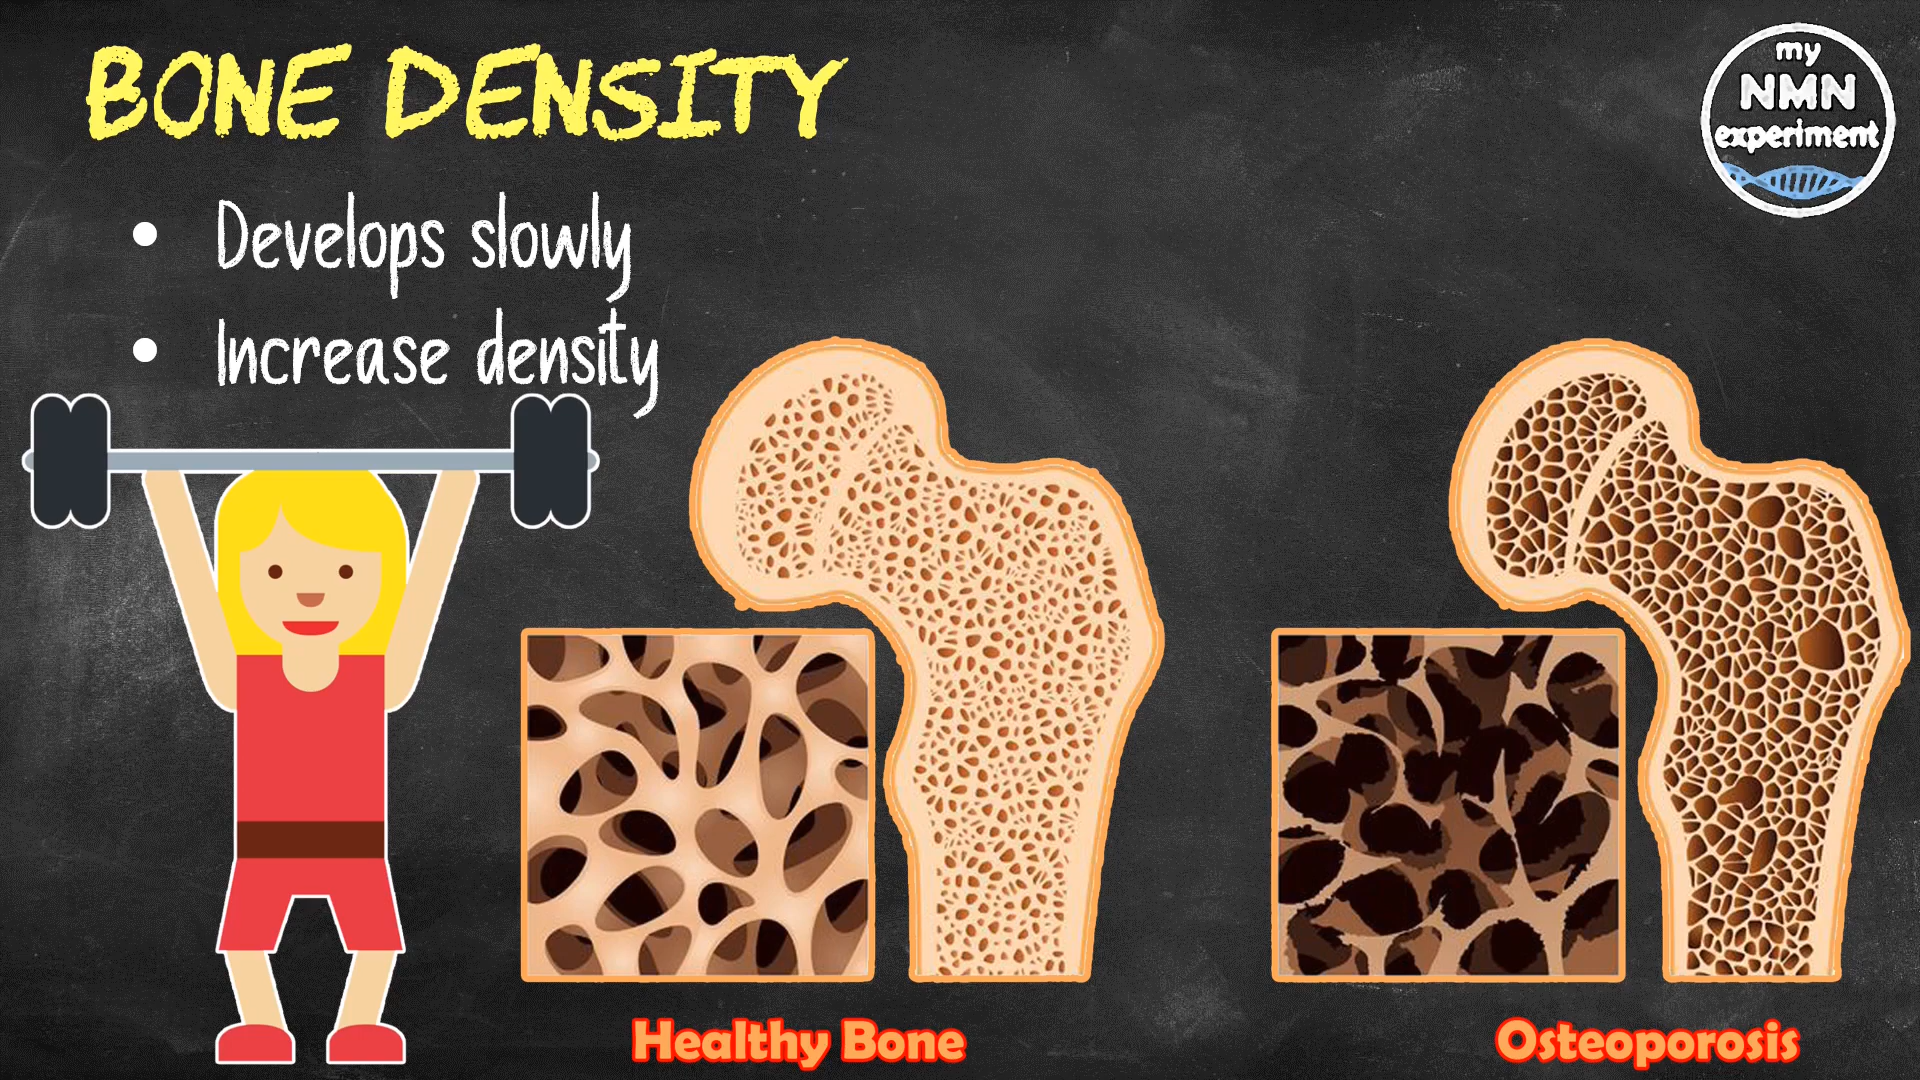 BONE DENSITY
my
NMN
experiment
• Develops slowly
• Increase density
Healthy Bone
Osteoporosis